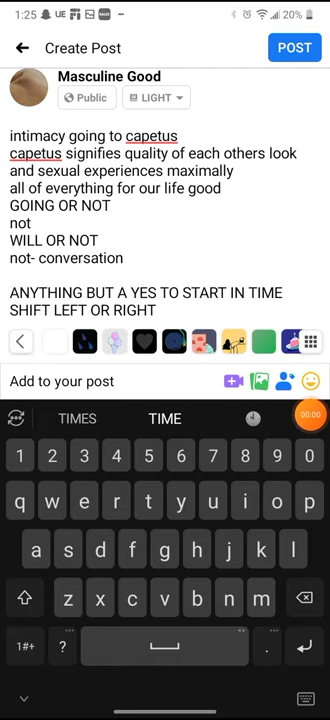 1:25 UE SALE 20%
Create Post POST
Masculine Good
Public LIGHT
intimacy going to capetus
capetus signifies quality of each others look
and sexual experiences maximally
all of everything for our life good
GOING OR NOT
not
WILL OR NOT
not- conversation
ANYTHING BUT A YES TO START IN TIME
SHIFT LEFT OR RIGHT
Add to your post
TIMES TIME 00:00
1 2 3 4 5 6 7 8 9 0
q w e r t y u i o p
a s d f g h j k l
z x c v b n m
1#+ ? .